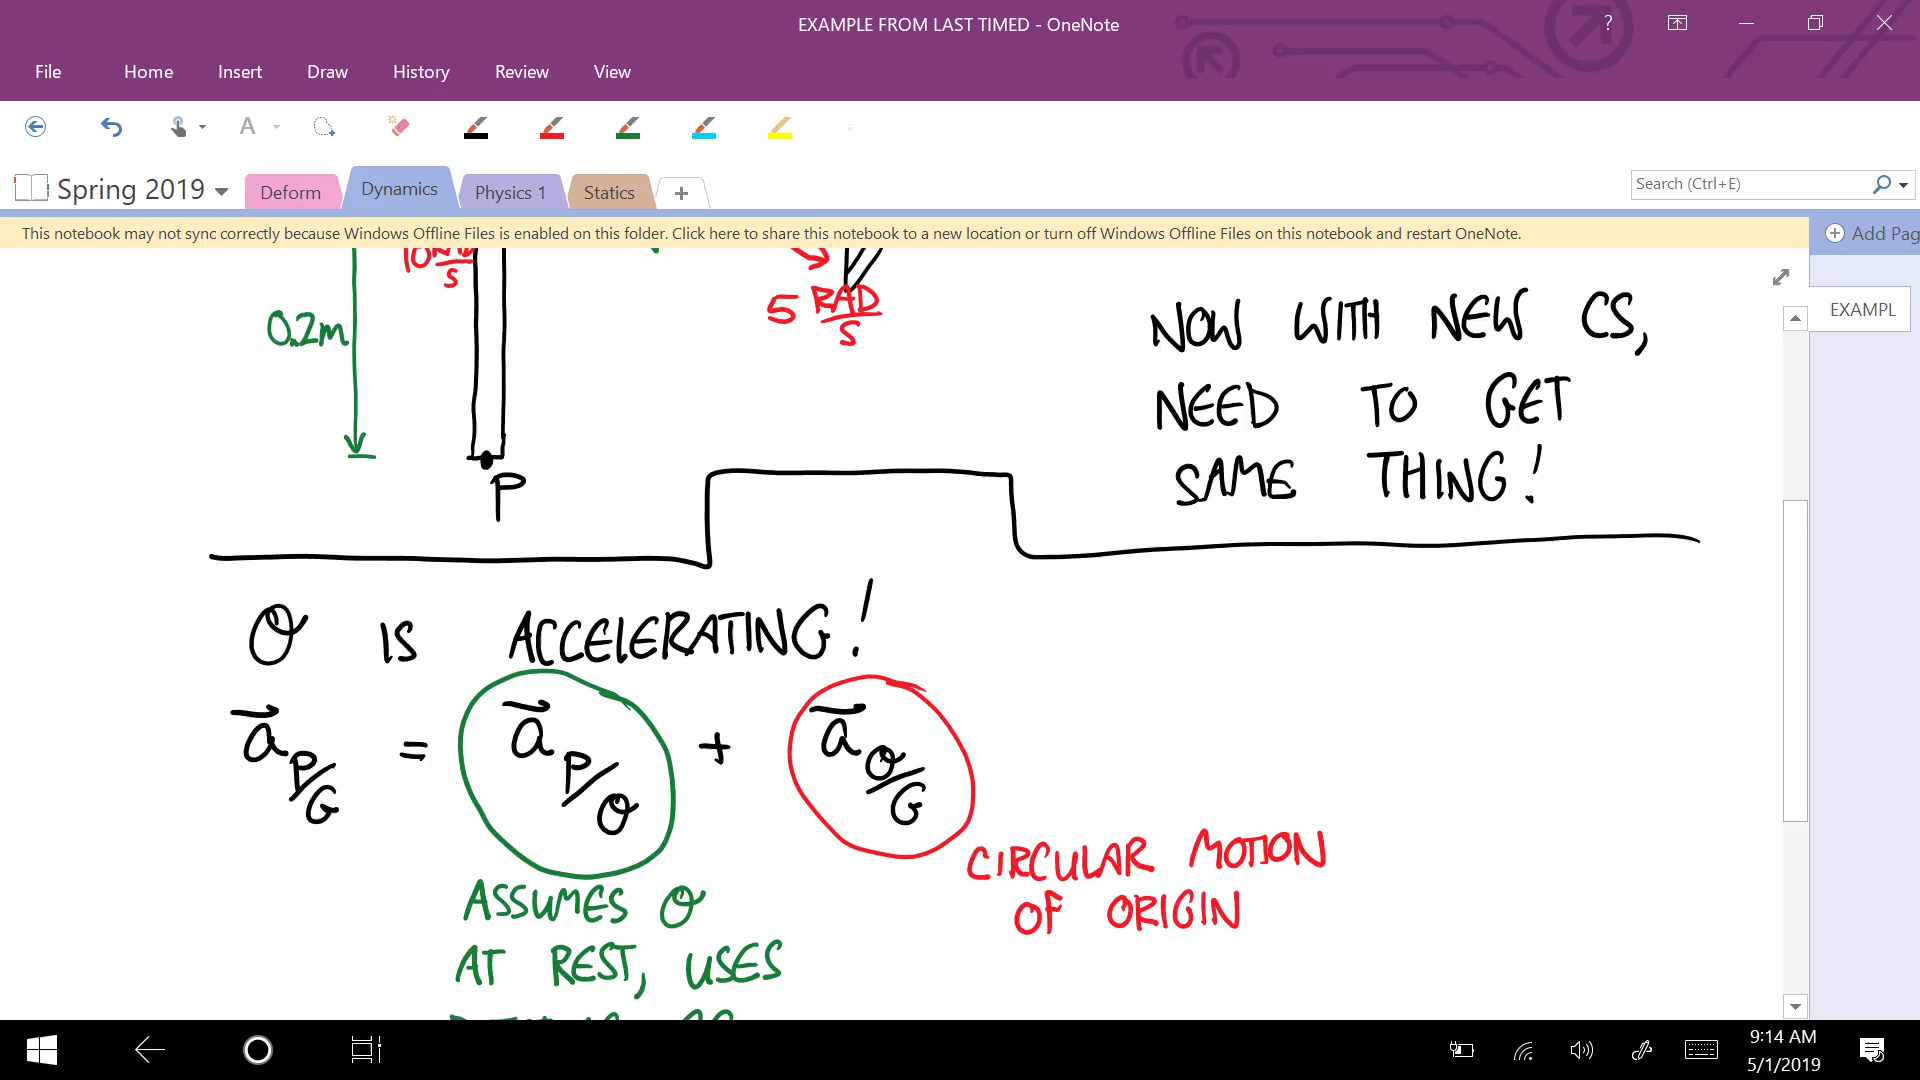 EXAMPLE FROM LAST TIMED - OneNote
?
File Home Insert Draw History Review View
A
Spring 2019 Deform Dynamics Physics 1 Statics +
Search (Ctrl+E)
This notebook may not sync correctly because Windows Offline Files is enabled on this folder. Click here to share this notebook to a new location or turn off Windows Offline Files on this notebook and restart OneNote.
Add Pag
EXAMPL
10 RAD/S
0.2m
5 RAD/S
P
NOW WITH NEW CS,
NEED TO GET
SAME THING!
O IS ACCELERATING!
a P/G = a P/O + a O/G
CIRCULAR MOTION
OF ORIGIN
ASSUMES O
AT REST, USES
9:14 AM
5/1/2019